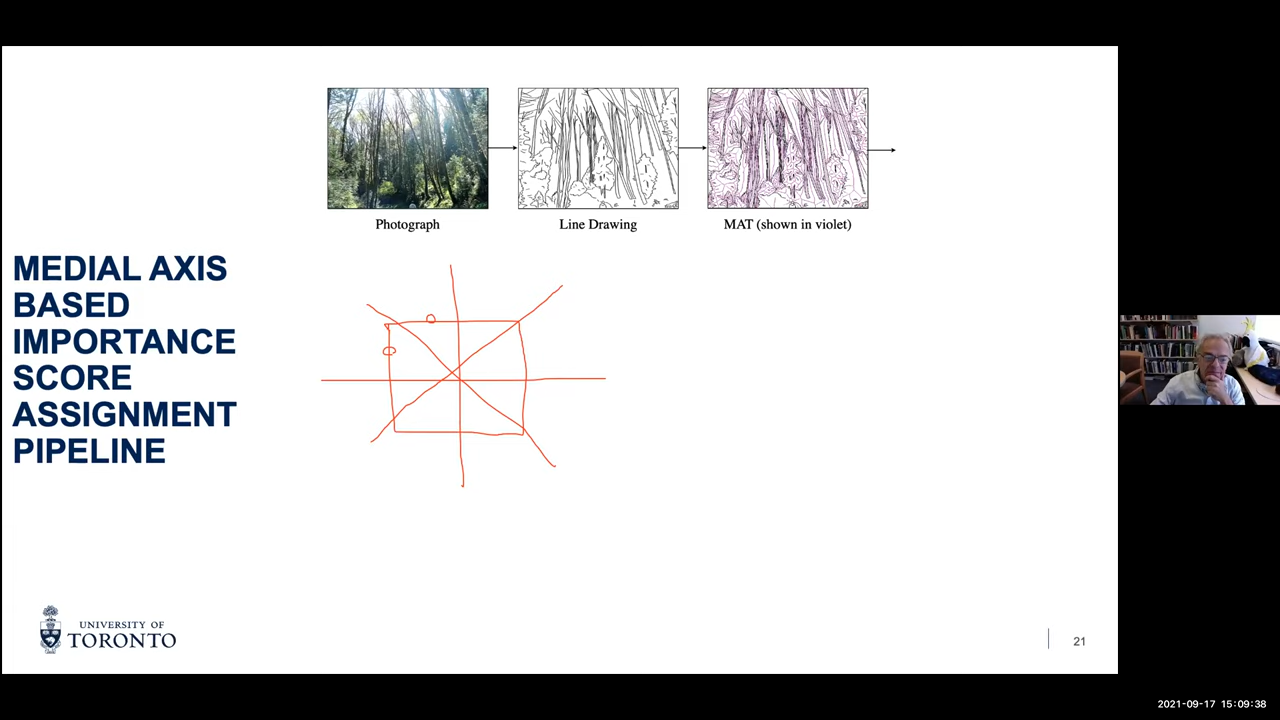 Photograph
Line Drawing
MAT (shown in violet)
MEDIAL AXIS
BASED
IMPORTANCE
SCORE
ASSIGNMENT
PIPELINE
UNIVERSITY OF
TORONTO
21
2021-09-17 15:09:38